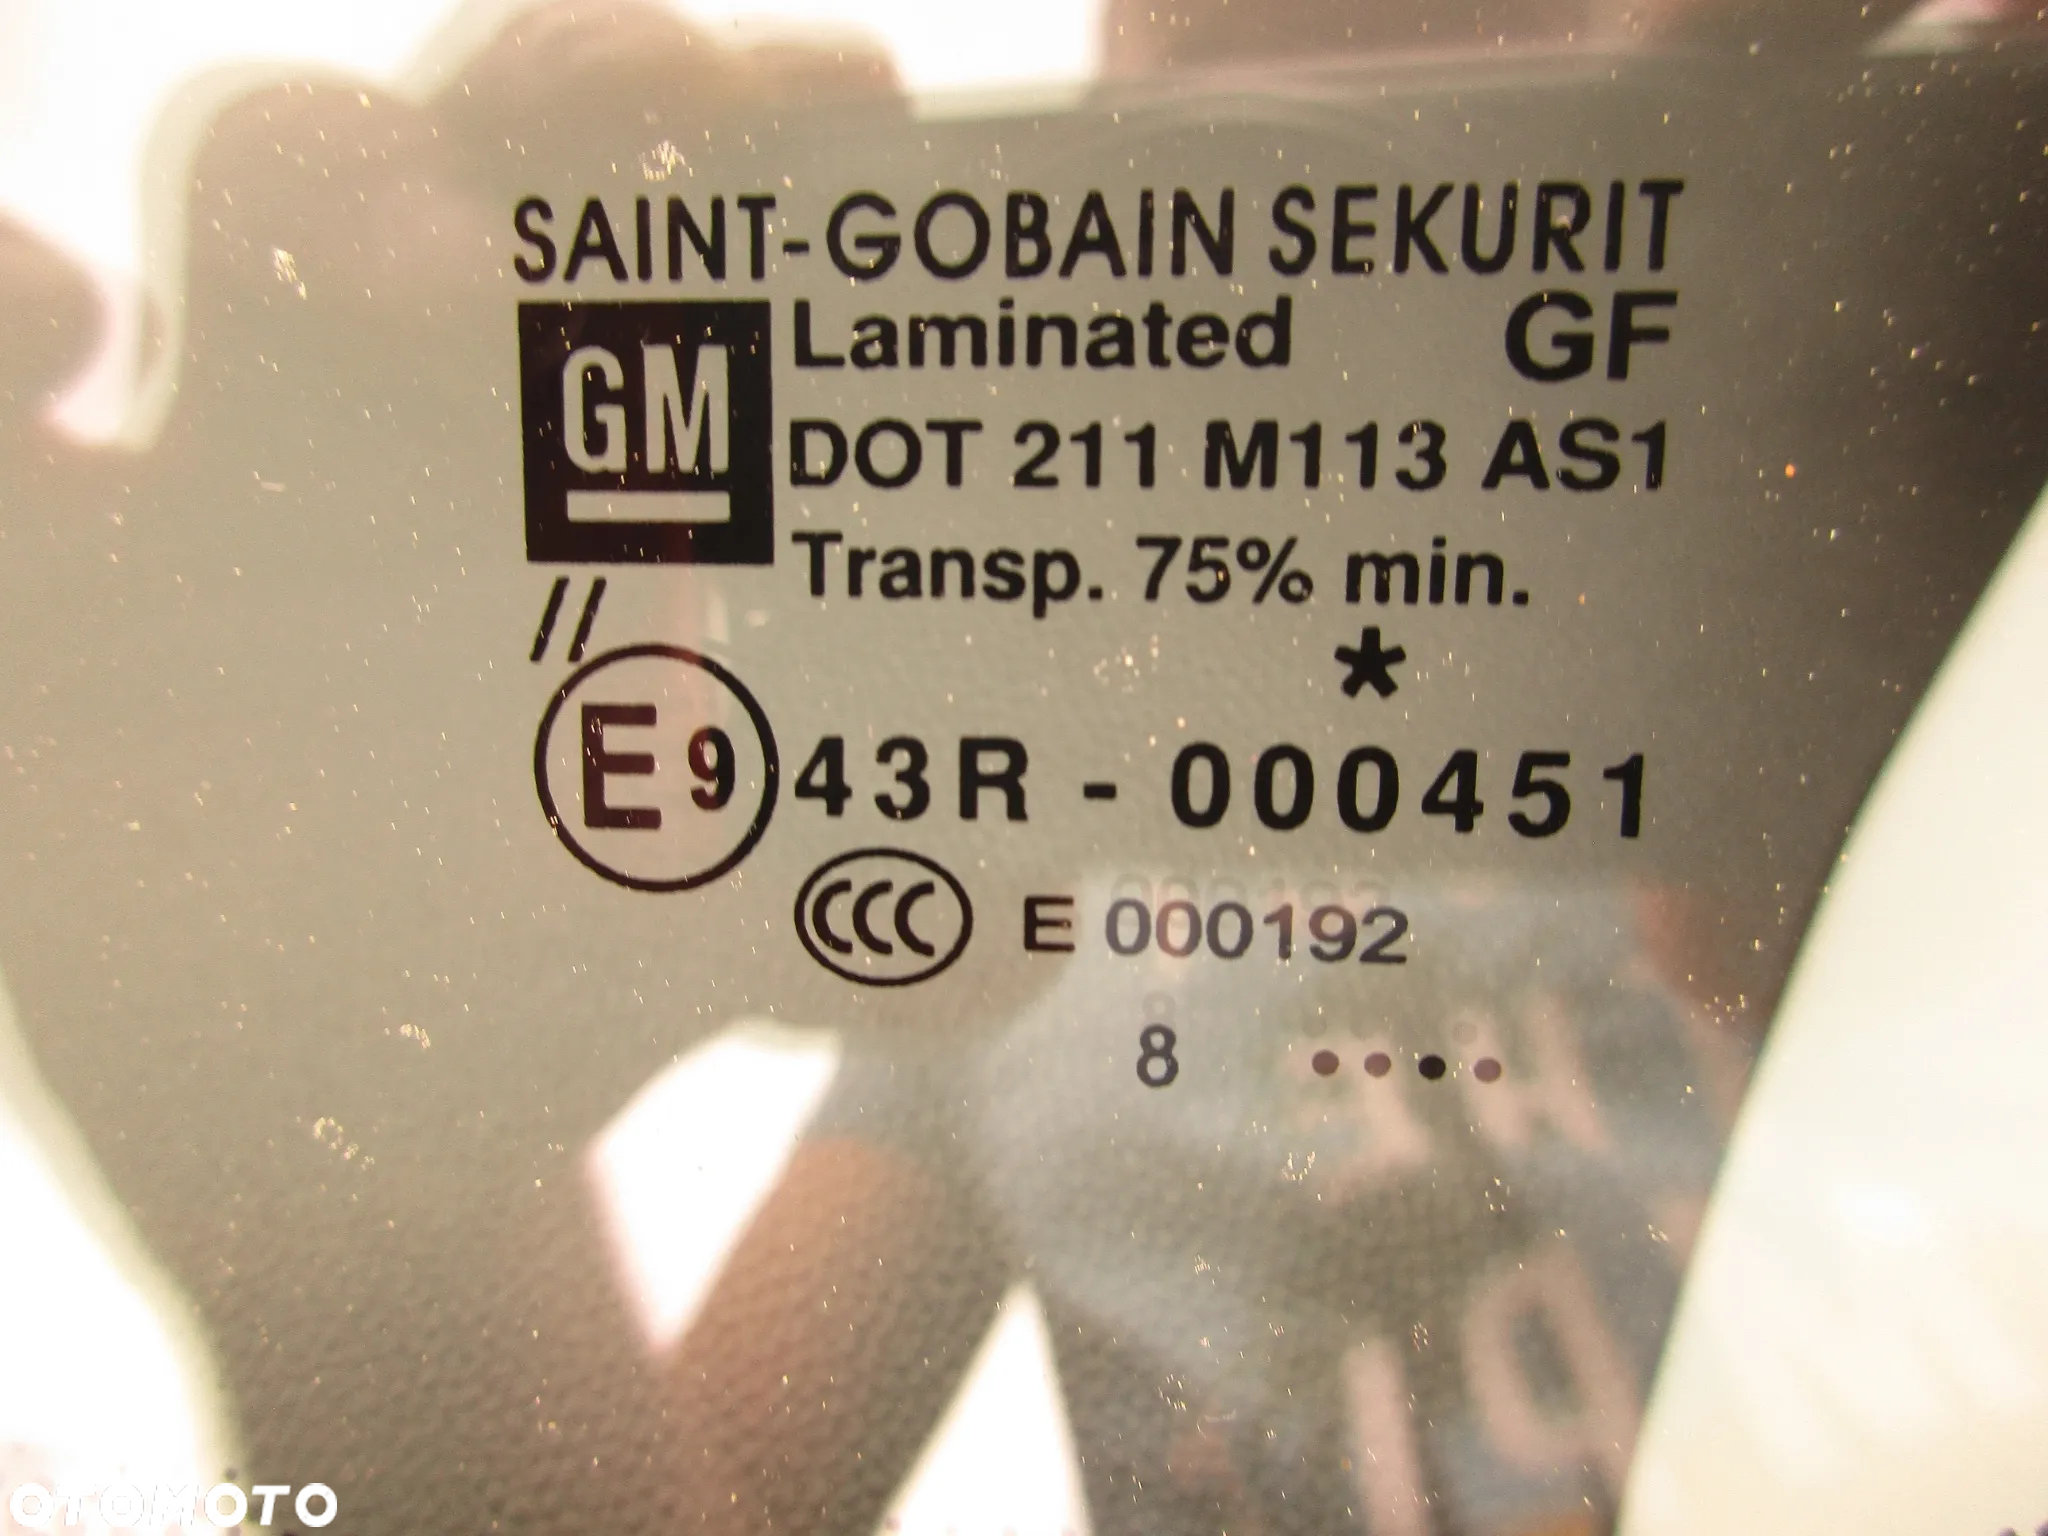 SAINT-GOBAIN SEKURIT
GM
Laminated GF
DOT 211 M113 AS1
Transp. 75% min.
//
*
E9 43R - 000451
CCC E 000192
8 ....
OTOMOTO